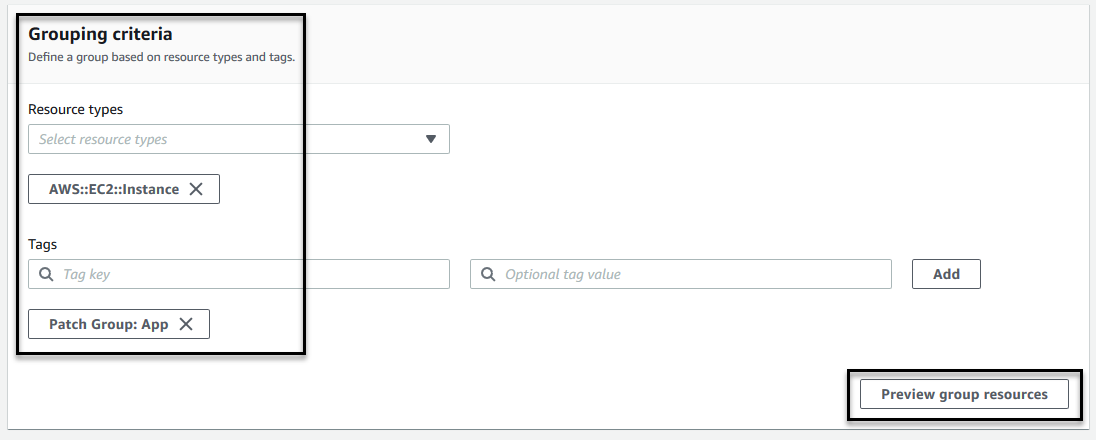 Grouping criteria
Define a group based on resource types and tags.
Resource types
Select resource types
AWS::EC2::Instance
Tags
Tag key
Optional tag value
Add
Patch Group: App
Preview group resources